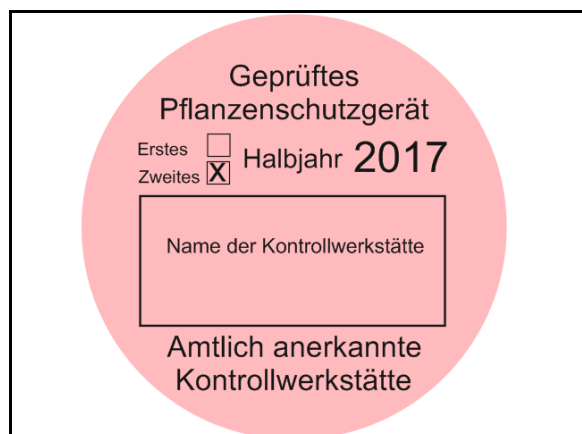 Geprüftes
Pflanzenschutzgerät
Erstes
Zweites X Halbjahr 2017
Name der Kontrollwerkstätte
Amtlich anerkannte
Kontrollwerkstätte